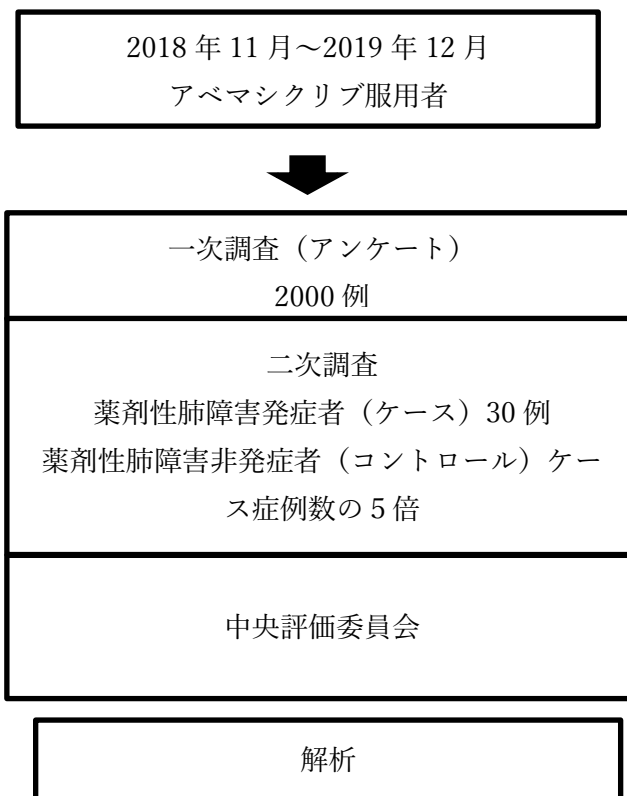 2018 年 11 月～2019 年 12 月
アベマシクリブ服用者
一次調査（アンケート）
2000 例
二次調査
薬剤性肺障害発症者（ケース）30 例
薬剤性肺障害非発症者（コントロール）ケー
ス症例数の 5 倍
中央評価委員会
解析